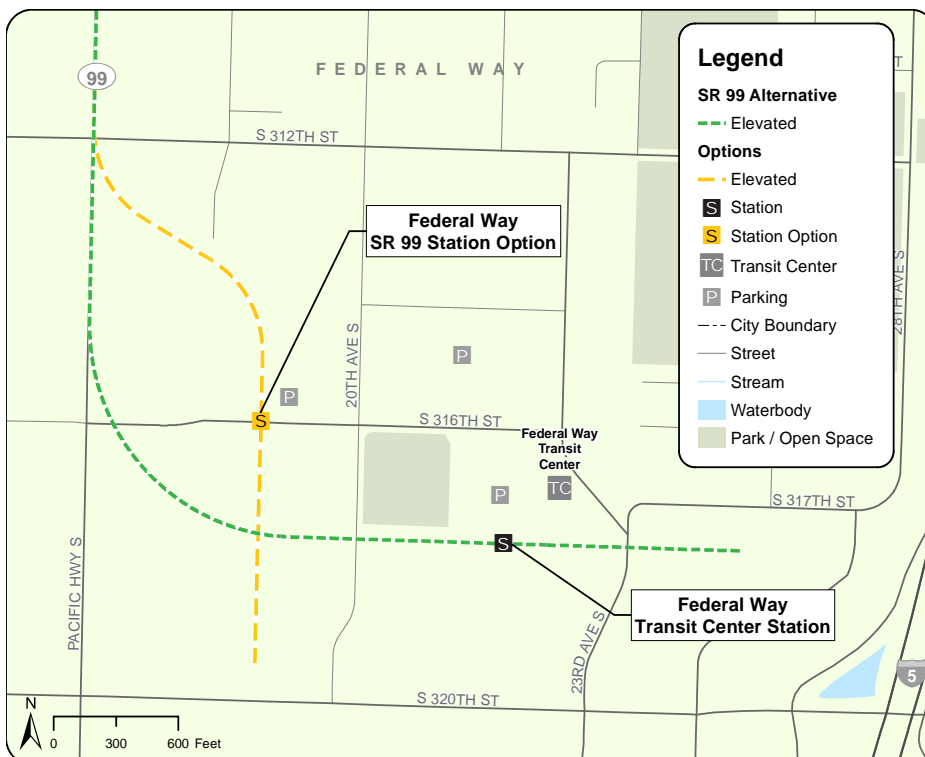 FEDERAL WAY
99
S 312TH ST
Federal Way
SR 99 Station Option
20TH AVE S
P
P
S
S 316TH ST
Federal Way
Transit
Center
P
TC
S 317TH ST
28TH AVE S
S
Federal Way
Transit Center Station
PACIFIC HWY S
23RD AVE S
S 320TH ST
5
N
0 300 600 Feet
Legend
SR 99 Alternative
Elevated
Options
Elevated
S Station
S Station Option
TC Transit Center
P Parking
City Boundary
Street
Stream
Waterbody
Park / Open Space